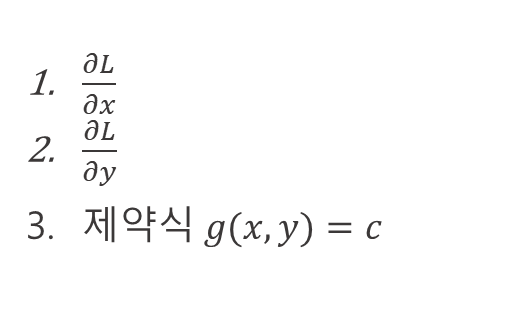 1. ∂L/∂x
2. ∂L/∂y
3. 제약식 g(x, y) = c